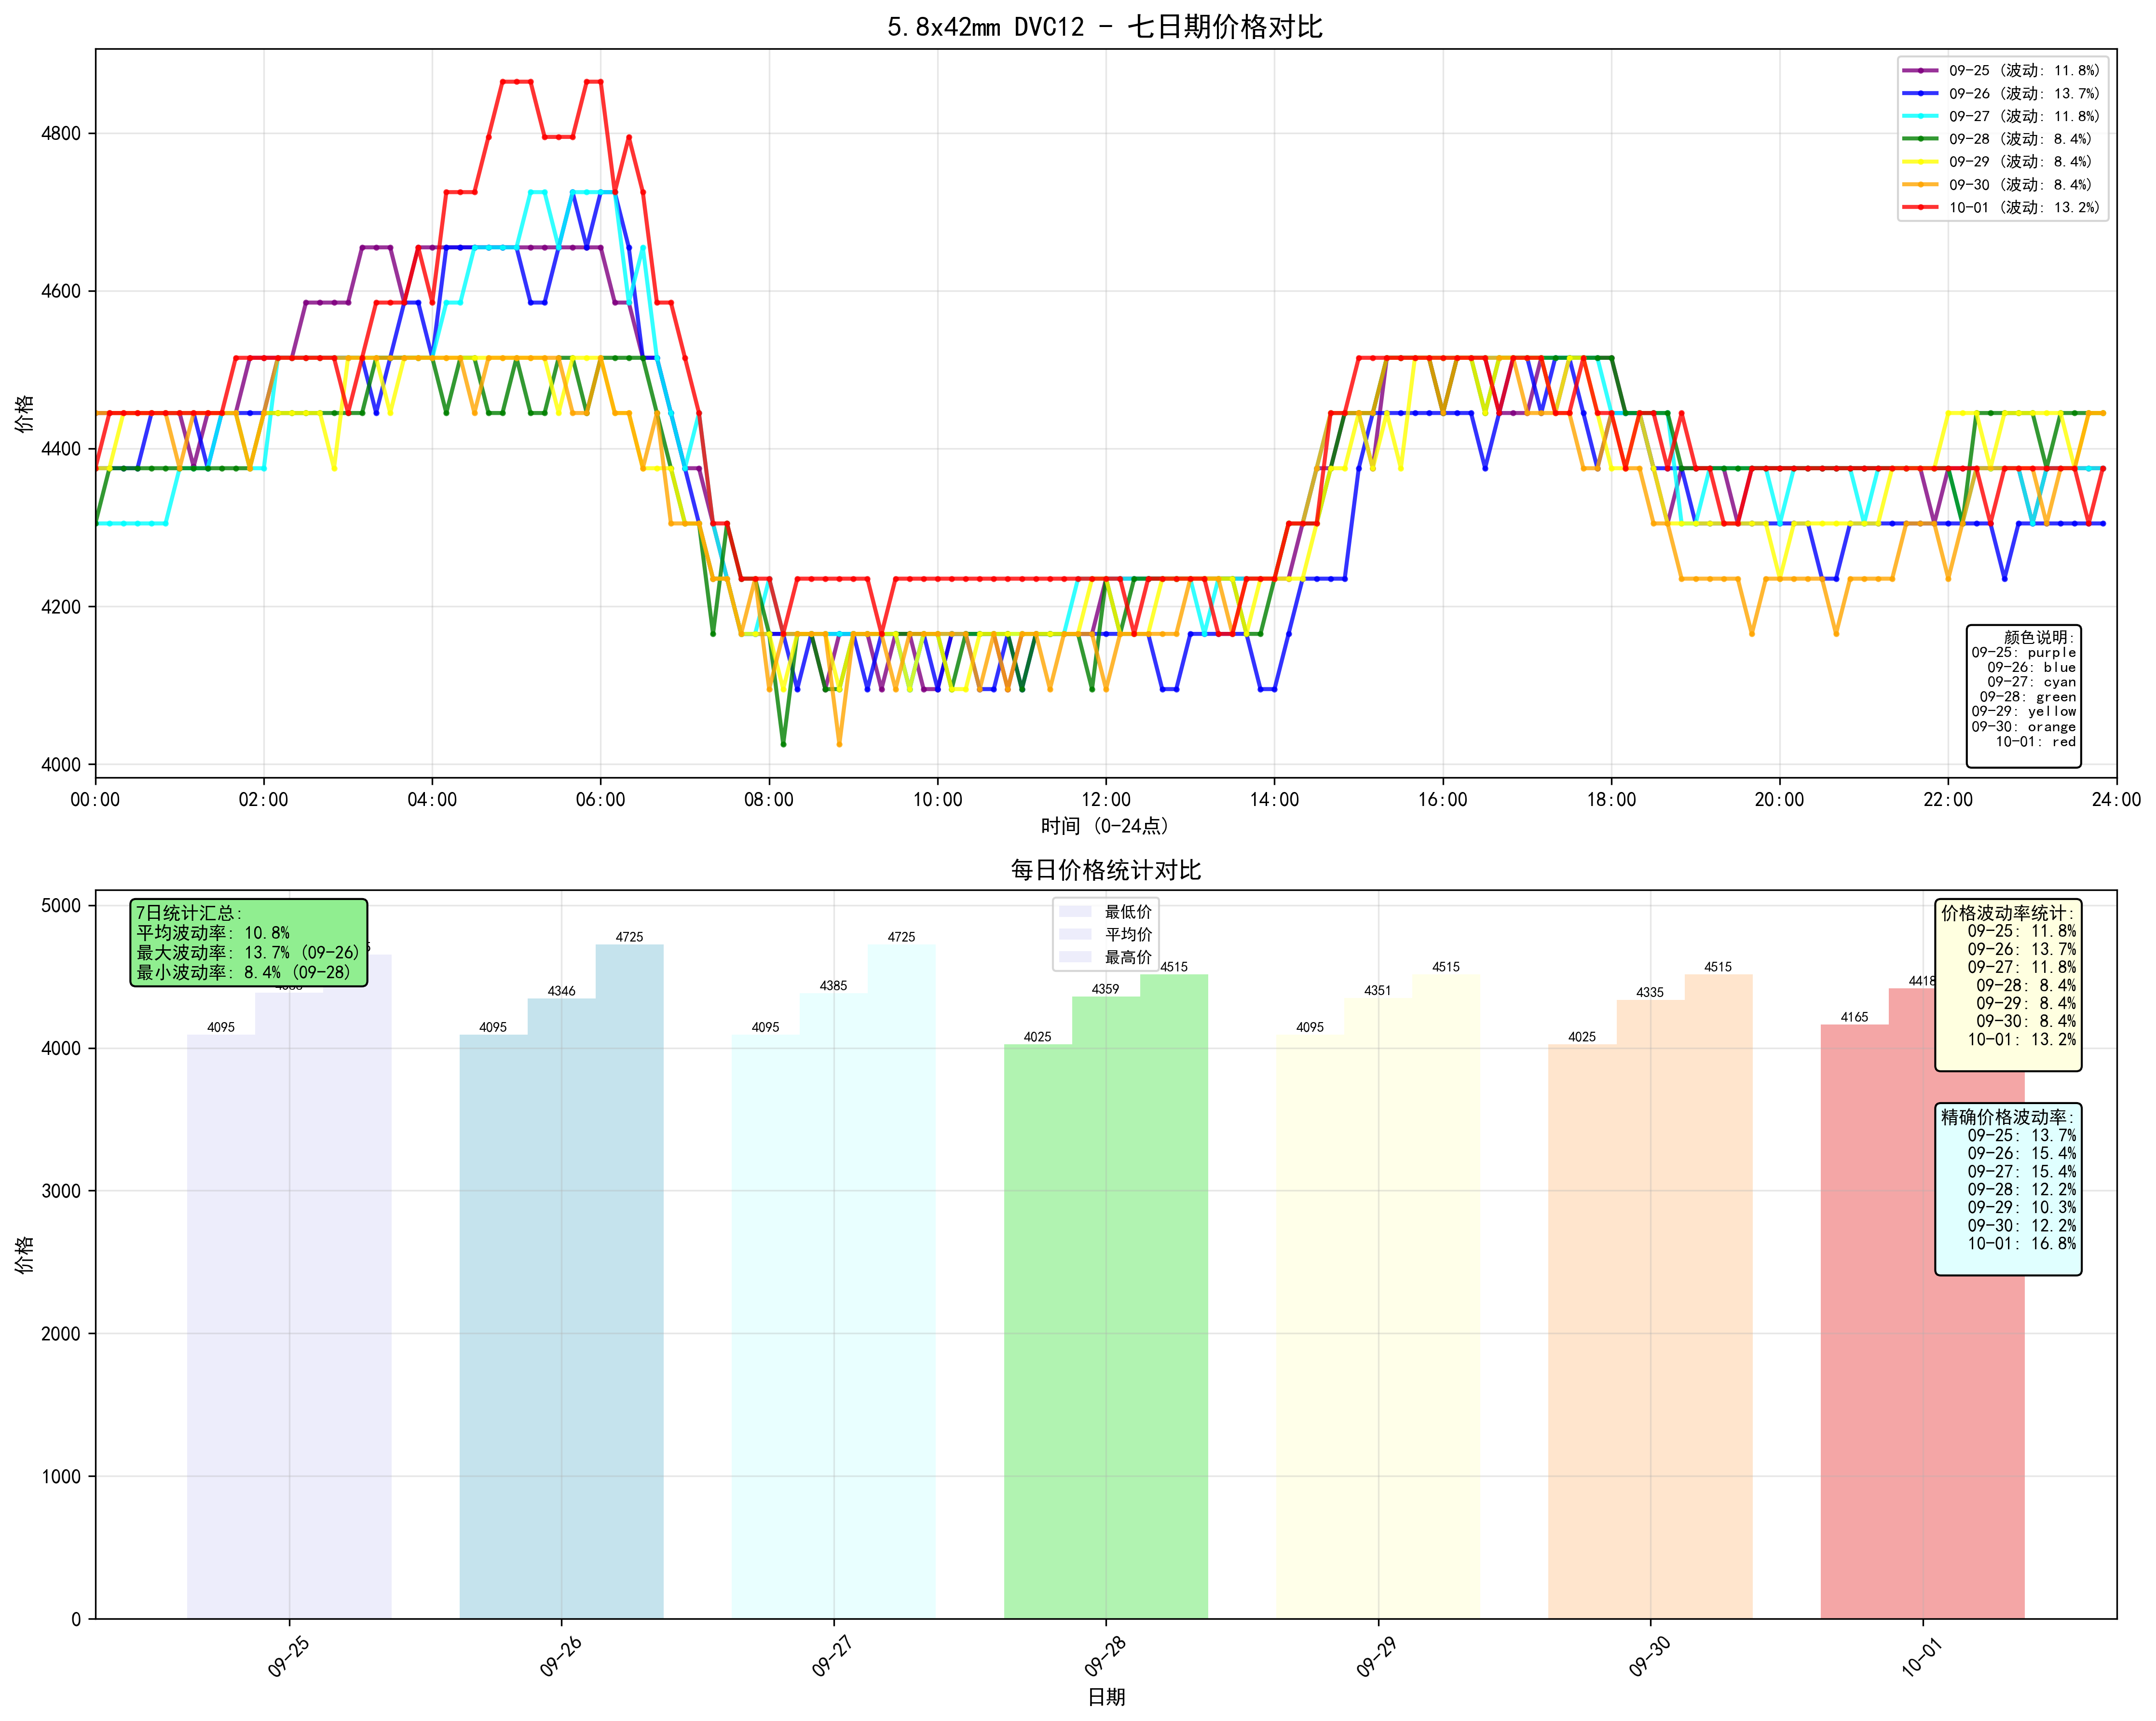 5.8x42mm DVC12 - 七日期价格对比
09-25 (波动: 11.8%)
09-26 (波动: 13.7%)
09-27 (波动: 11.8%)
09-28 (波动: 8.4%)
09-29 (波动: 8.4%)
09-30 (波动: 8.4%)
10-01 (波动: 13.2%)
价格
4800
4600
4400
4200
4000
颜色说明:
09-25: purple
09-26: blue
09-27: cyan
09-28: green
09-29: yellow
09-30: orange
10-01: red
00:00 02:00 04:00 06:00 08:00 10:00 12:00 14:00 16:00 18:00 20:00 22:00 24:00
时间 (0-24点)
每日价格统计对比
7日统计汇总:
平均波动率: 10.8%
最大波动率: 13.7% (09-26)
最小波动率: 8.4% (09-28)
最低价
平均价
最高价
价格波动率统计:
09-25: 11.8%
09-26: 13.7%
09-27: 11.8%
09-28: 8.4%
09-29: 8.4%
09-30: 8.4%
10-01: 13.2%
精确价格波动率:
09-25: 13.7%
09-26: 15.4%
09-27: 15.4%
09-28: 12.2%
09-29: 10.3%
09-30: 12.2%
10-01: 16.8%
4095
4095 4346 4725
4095 4385 4725
4025 4359 4515
4095 4351 4515
4025 4335 4515
4165 4418
价格
5000
4000
3000
2000
1000
0
09-25 09-26 09-27 09-28 09-29 09-30 10-01
日期